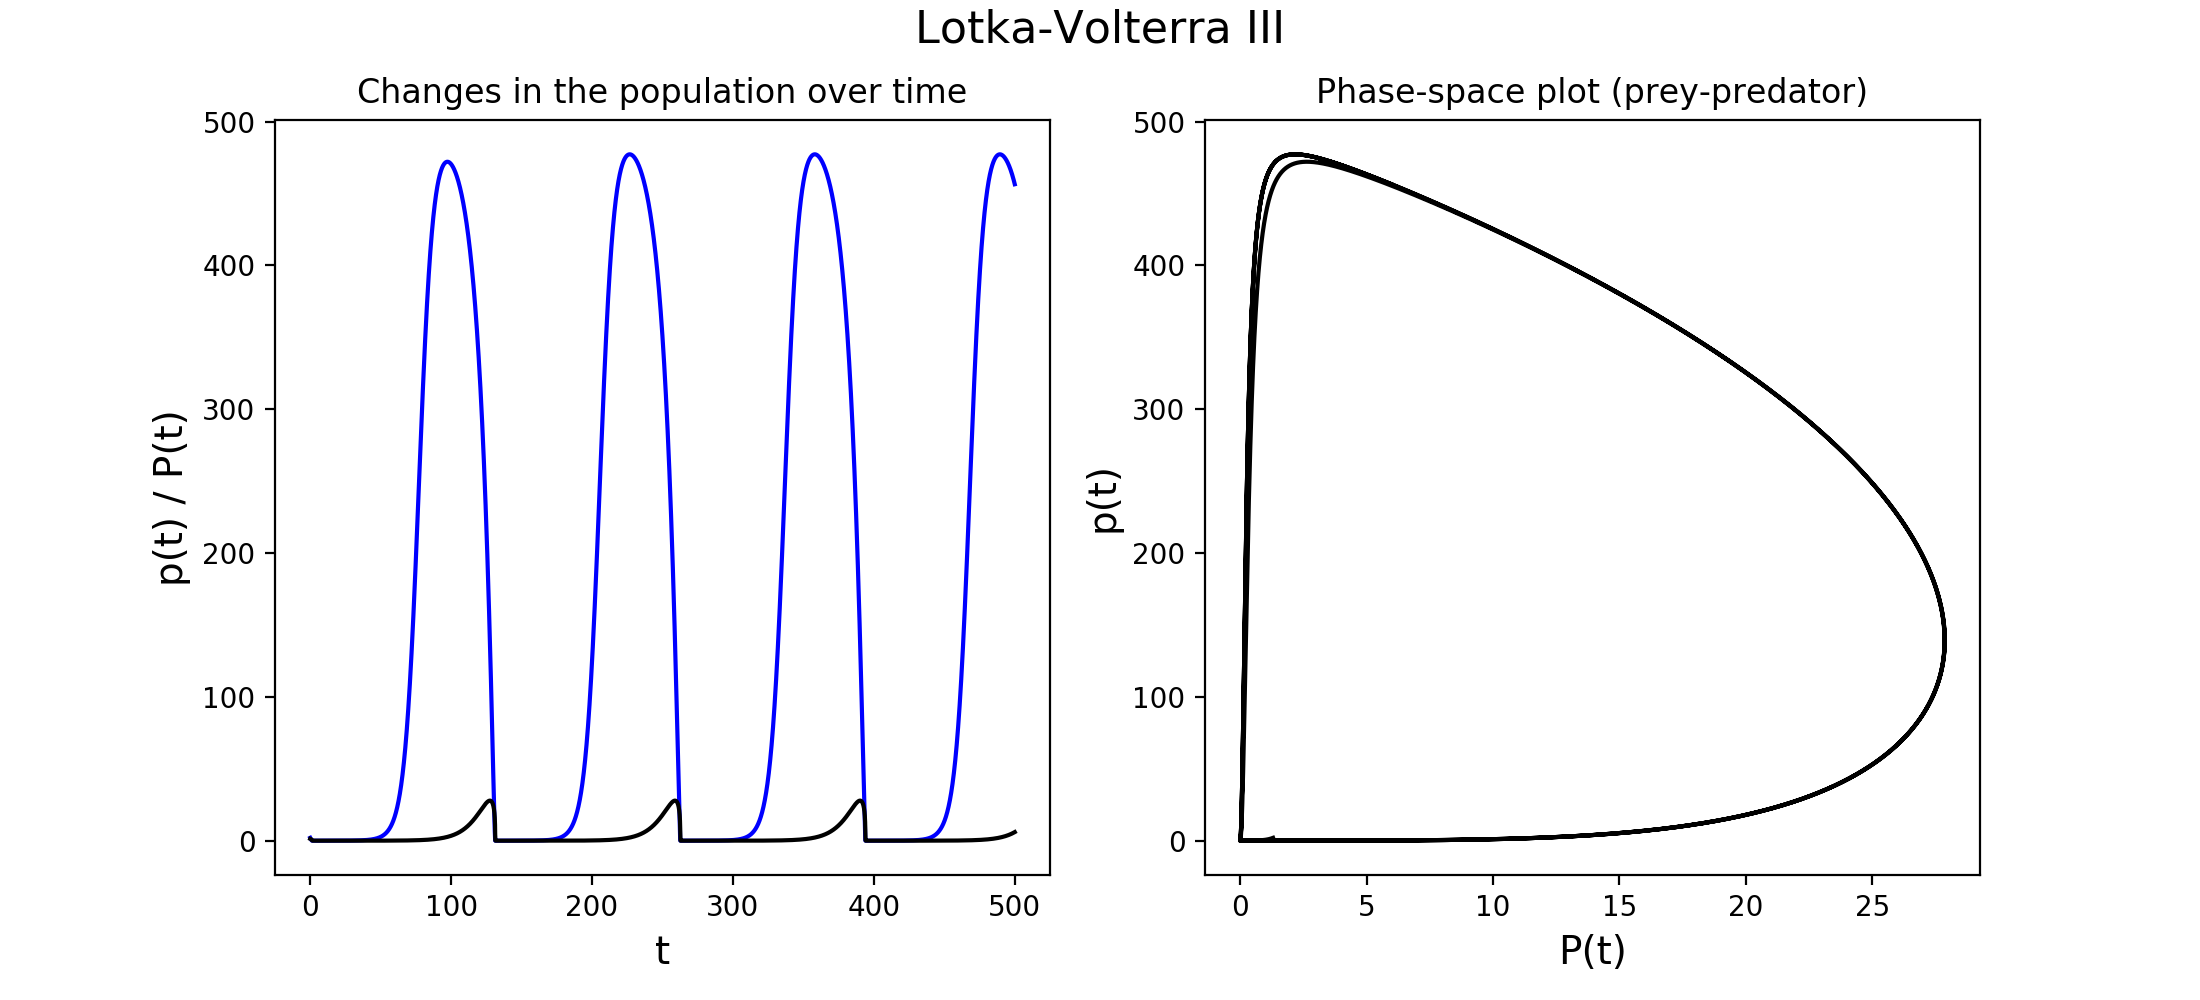 Lotka-Volterra III
Changes in the population over time
p(t) / P(t)
500
400
300
200
100
0
0 100 200 300 400 500
t
Phase-space plot (prey-predator)
p(t)
500
400
300
200
100
0
0 5 10 15 20 25
P(t)